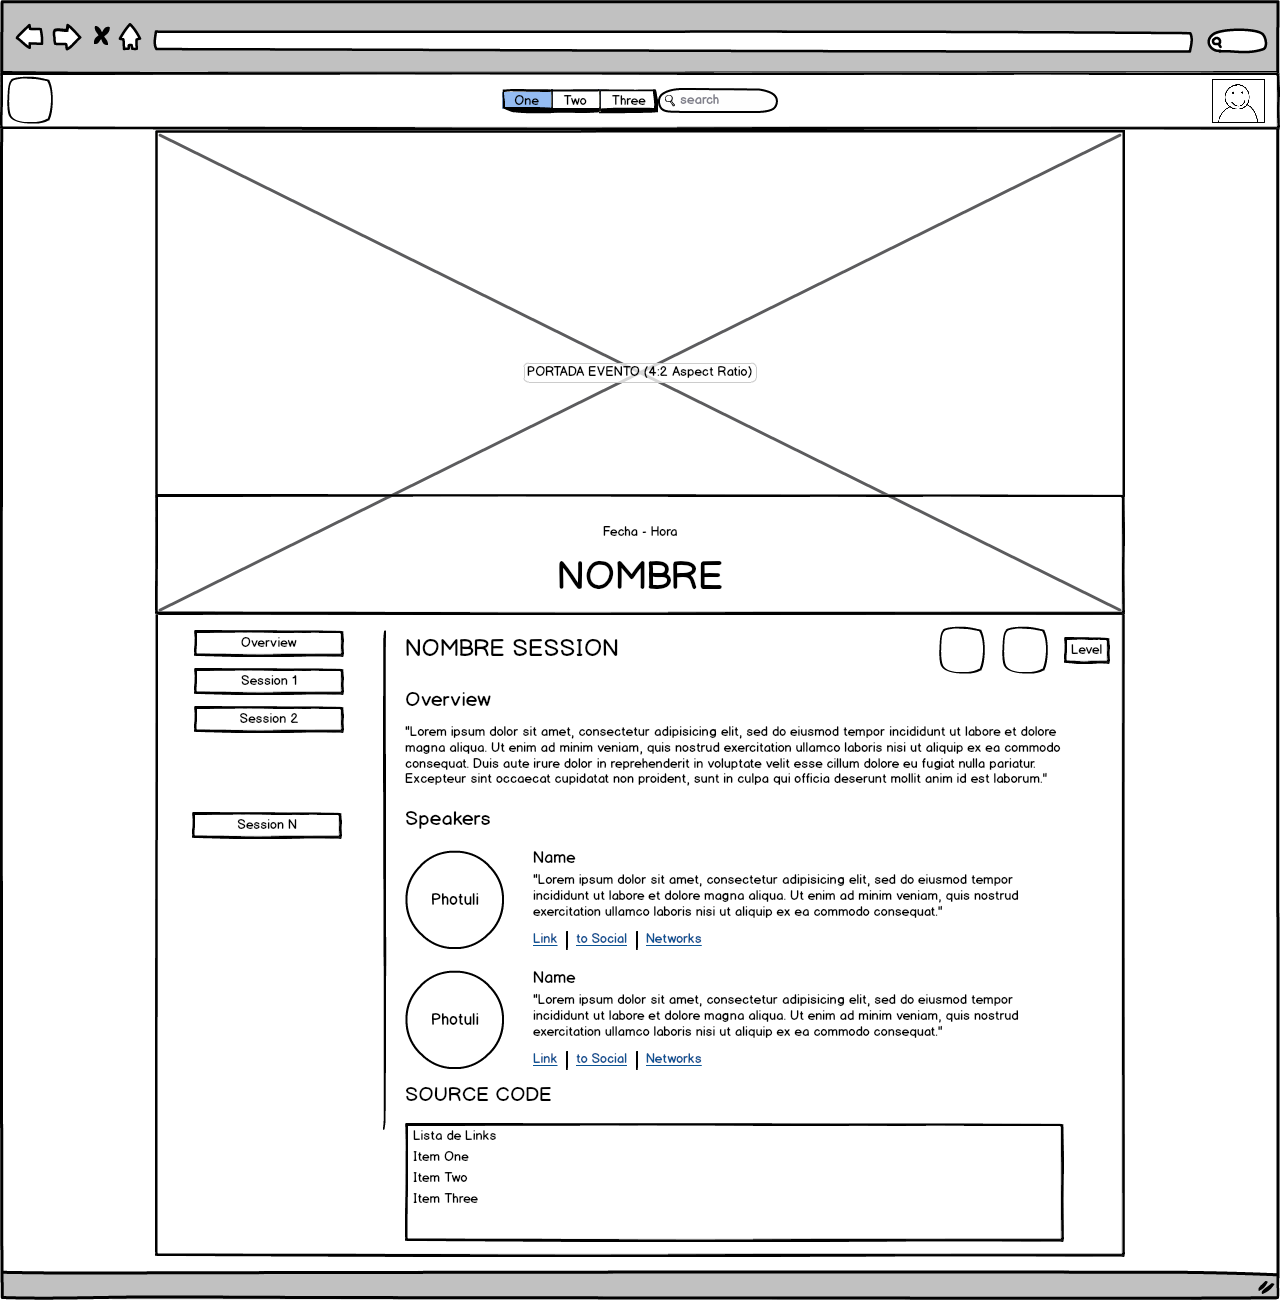 One Two Three search
PORTADA EVENTO (4:2 Aspect Ratio)
Fecha - Hora
NOMBRE
Overview
Session 1
Session 2
Session N
NOMBRE SESSION
Level
Overview
"Lorem ipsum dolor sit amet, consectetur adipisicing elit, sed do eiusmod tempor incididunt ut labore et dolore
magna aliqua. Ut enim ad minim veniam, quis nostrud exercitation ullamco laboris nisi ut aliquip ex ea commodo
consequat. Duis aute irure dolor in reprehenderit in voluptate velit esse cillum dolore eu fugiat nulla pariatur.
Excepteur sint occaecat cupidatat non proident, sunt in culpa qui officia deserunt mollit anim id est laborum."
Speakers
Photuli
Name
"Lorem ipsum dolor sit amet, consectetur adipisicing elit, sed do eiusmod tempor
incididunt ut labore et dolore magna aliqua. Ut enim ad minim veniam, quis nostrud
exercitation ullamco laboris nisi ut aliquip ex ea commodo consequat."
Link to Social Networks
Photuli
Name
"Lorem ipsum dolor sit amet, consectetur adipisicing elit, sed do eiusmod tempor
incididunt ut labore et dolore magna aliqua. Ut enim ad minim veniam, quis nostrud
exercitation ullamco laboris nisi ut aliquip ex ea commodo consequat."
Link to Social Networks
SOURCE CODE
Lista de Links
Item One
Item Two
Item Three